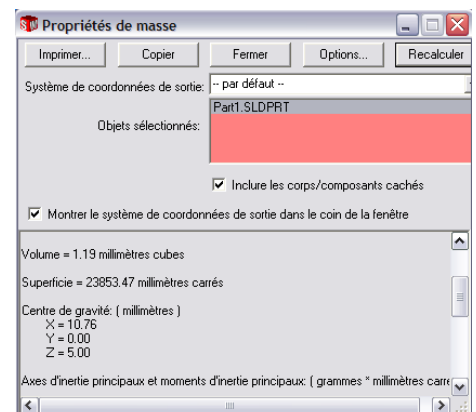 Propriétés de masse
Imprimer... Copier Fermer Options... Recalculer
Système de coordonnées de sortie: -- par défaut --
Part1.SLDPRT
Objets sélectionnés:
Inclure les corps/composants cachés
Montrer le système de coordonnées de sortie dans le coin de la fenêtre
Volume = 1.19 millimètres cubes
Superficie = 23853.47 millimètres carrés
Centre de gravité: ( millimètres )
X = 10.76
Y = 0.00
Z = 5.00
Axes d'inertie principaux et moments d'inertie principaux: ( grammes * millimètres carré